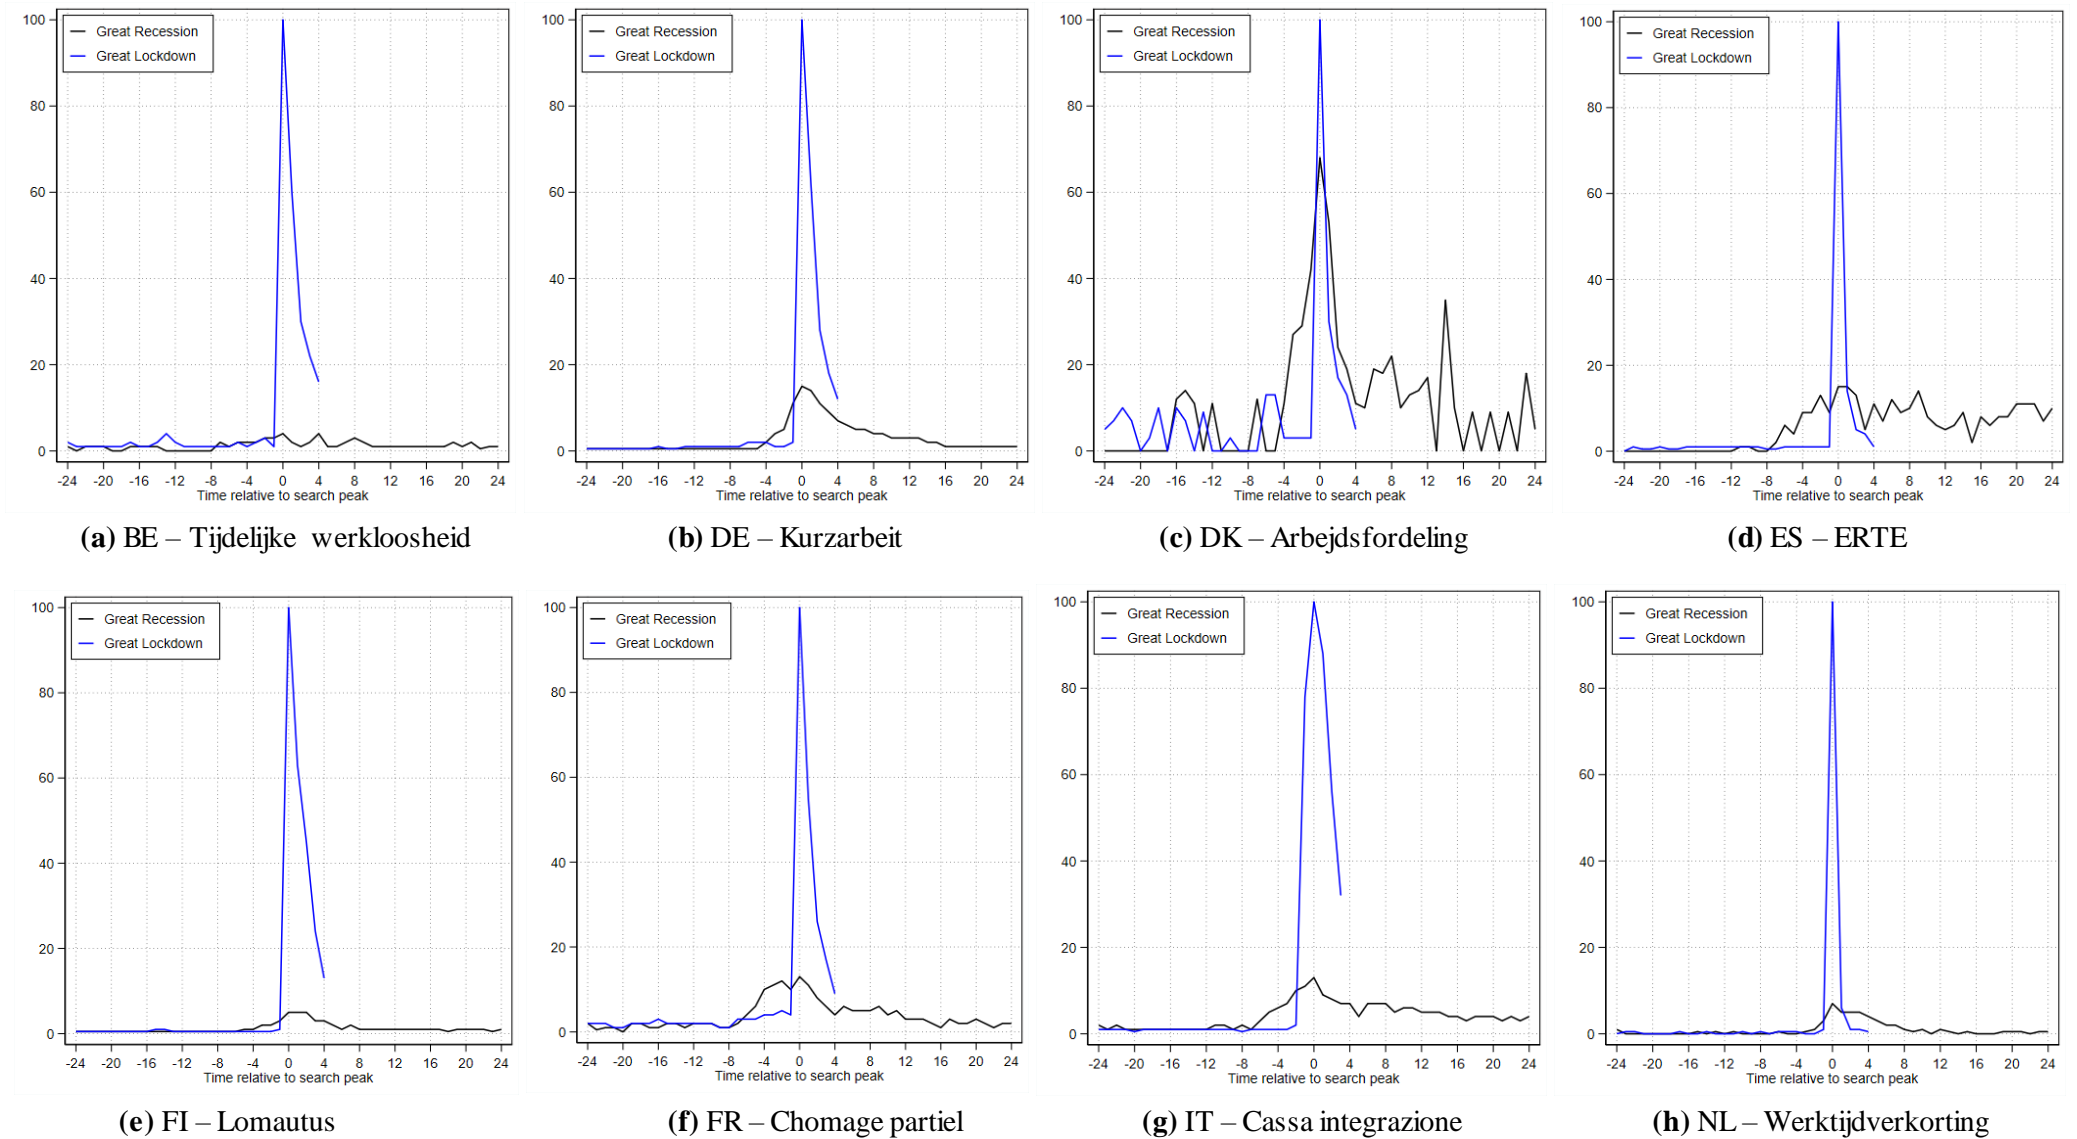 100
80
60
40
20
0
Great Recession
Great Lockdown
-24 -20 -16 -12 -8 -4 0 4 8 12 16 20 24
Time relative to search peak
(a) BE – Tijdelijke werkloosheid
100
80
60
40
20
0
Great Recession
Great Lockdown
-24 -20 -16 -12 -8 -4 0 4 8 12 16 20 24
Time relative to search peak
(b) DE – Kurzarbeit
100
80
60
40
20
0
Great Recession
Great Lockdown
-24 -20 -16 -12 -8 -4 0 4 8 12 16 20 24
Time relative to search peak
(c) DK – Arbejdsfordeling
100
80
60
40
20
0
Great Recession
Great Lockdown
-24 -20 -16 -12 -8 -4 0 4 8 12 16 20 24
Time relative to search peak
(d) ES – ERTE
100
80
60
40
20
0
Great Recession
Great Lockdown
-24 -20 -16 -12 -8 -4 0 4 8 12 16 20 24
Time relative to search peak
(e) FI – Lomautus
100
80
60
40
20
0
Great Recession
Great Lockdown
-24 -20 -16 -12 -8 -4 0 4 8 12 16 20 24
Time relative to search peak
(f) FR – Chomage partiel
100
80
60
40
20
0
Great Recession
Great Lockdown
-24 -20 -16 -12 -8 -4 0 4 8 12 16 20 24
Time relative to search peak
(g) IT – Cassa integrazione
100
80
60
40
20
0
Great Recession
Great Lockdown
-24 -20 -16 -12 -8 -4 0 4 8 12 16 20 24
Time relative to search peak
(h) NL – Werktijdverkorting